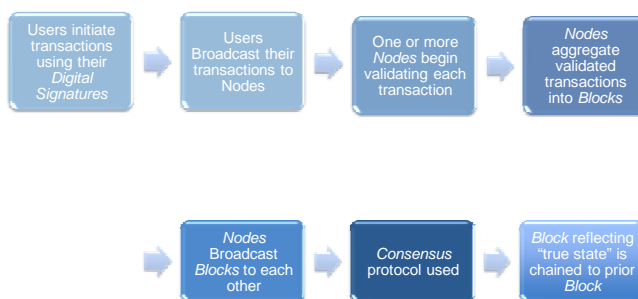 Users initiate
transactions
using their
Digital
Signatures
Users
Broadcast their
transactions to
Nodes
One or more
Nodes begin
validating each
transaction
Nodes
aggregate
validated
transactions
into Blocks
Nodes
Broadcast
Blocks to each
other
Consensus
protocol used
Block reflecting
“true state” is
chained to prior
Block